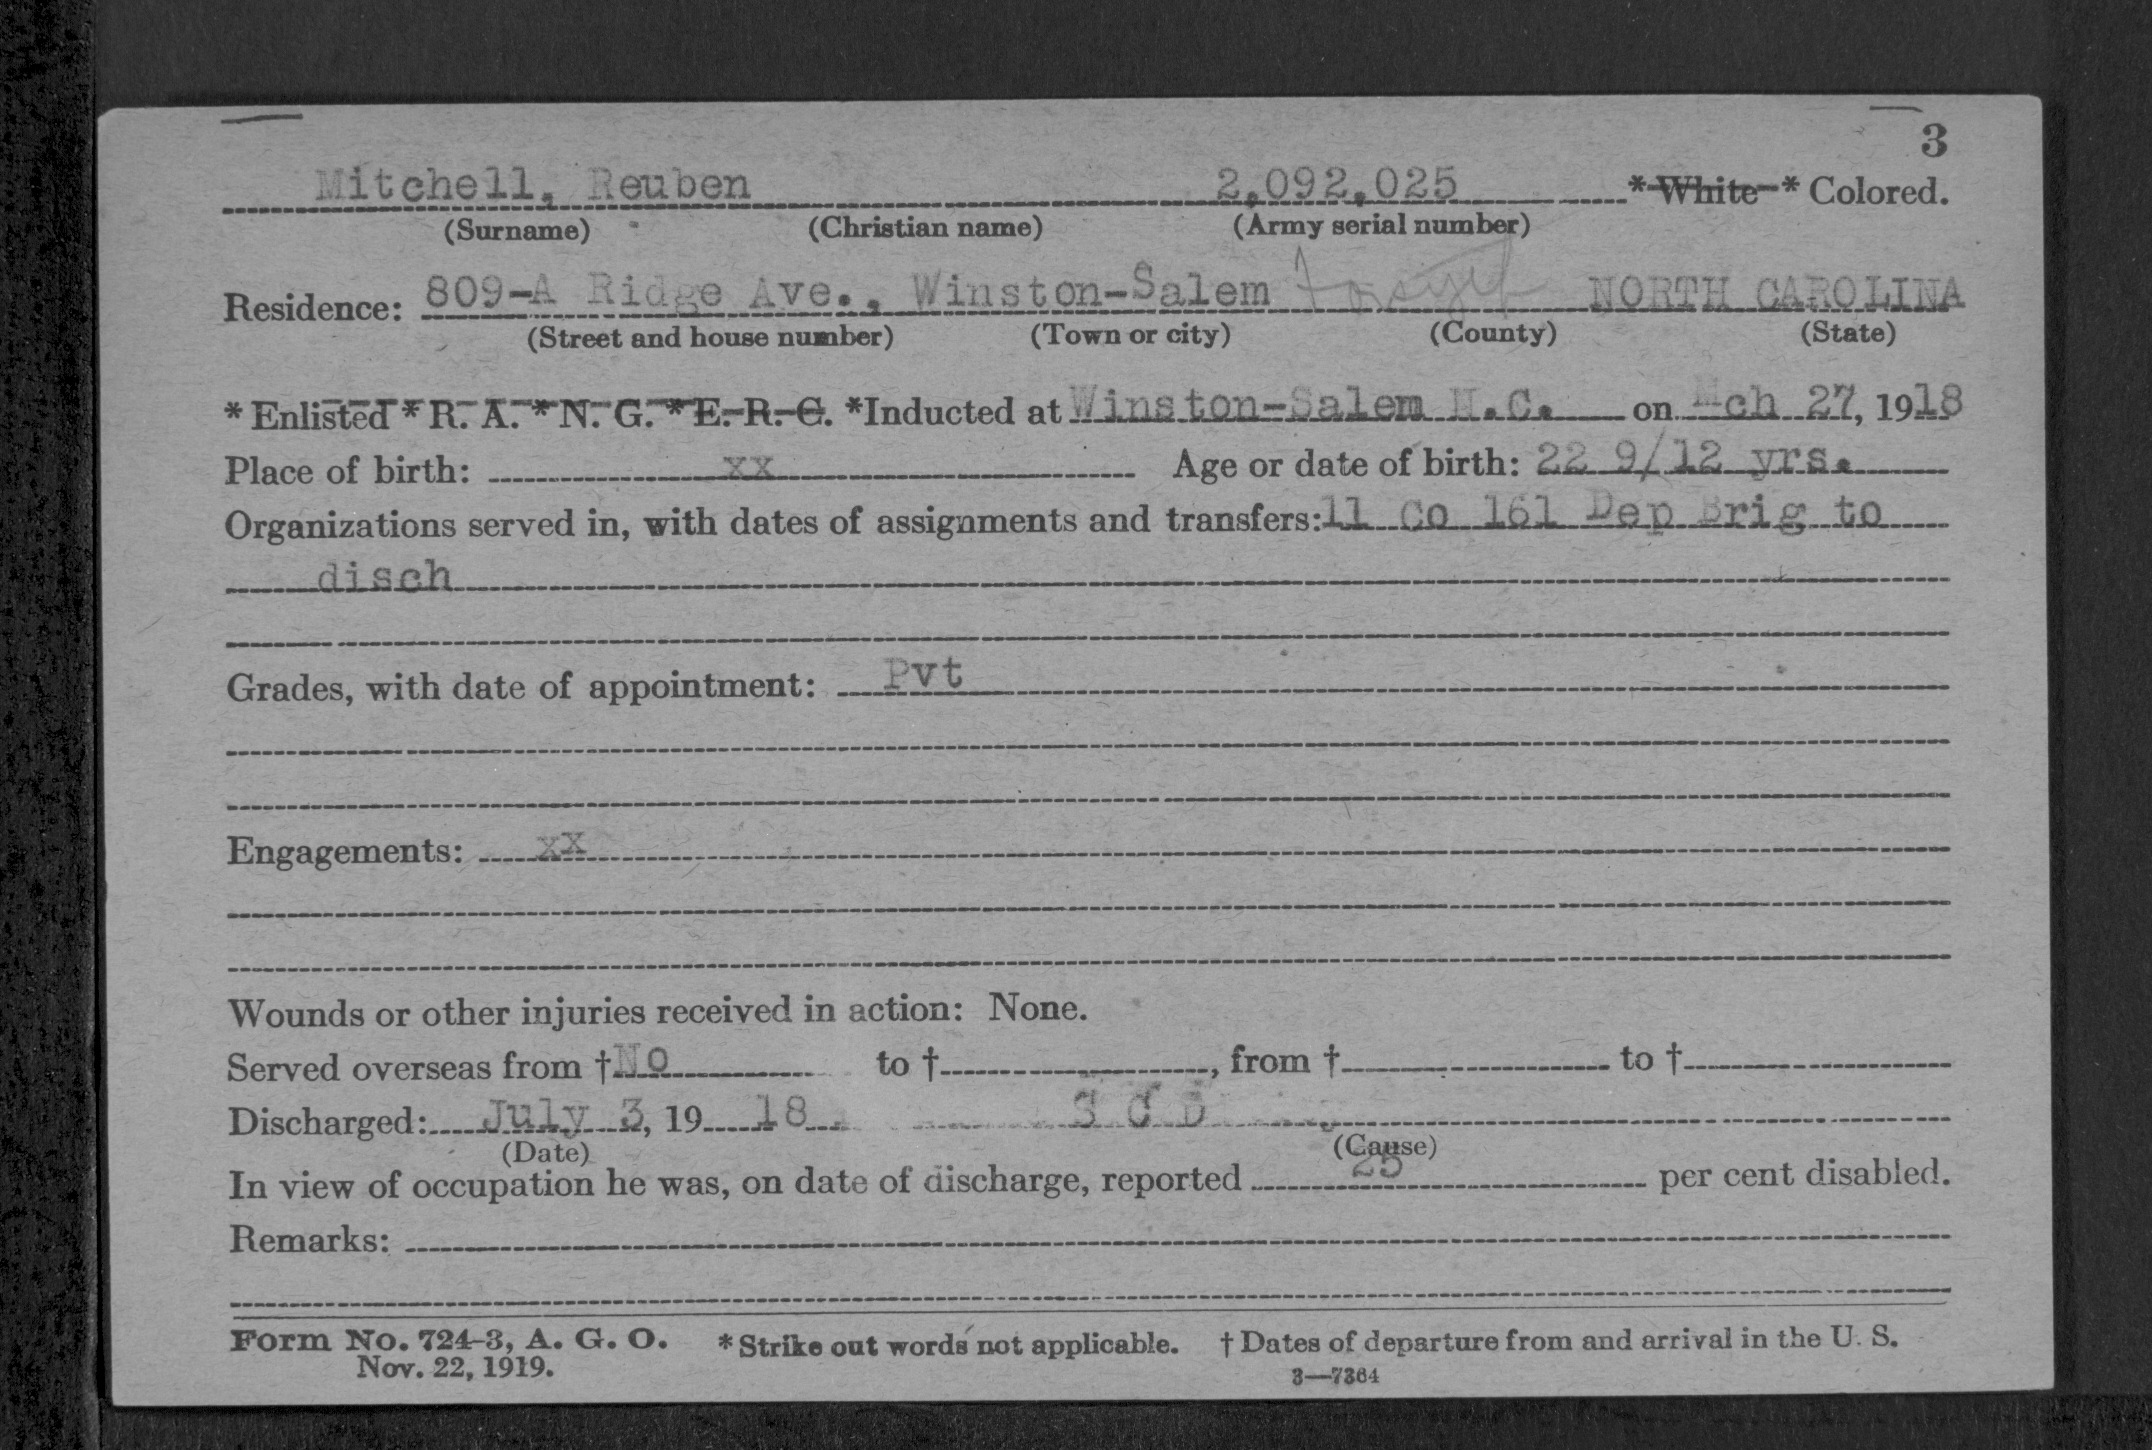 3
Mitchell, Reuben 2,092,025 *White * Colored.
(Surname) (Christian name) (Army serial number)
Residence: 809-A Ridge Ave., Winston-Salem Forsyth NORTH CAROLINA
(Street and house number) (Town or city) (County) (State)
* Enlisted * R. A. * N. G. * E. R. C. *Inducted at Winston-Salem N.C. on Mch 27, 1918
Place of birth: xx Age or date of birth: 22 9/12 yrs.
Organizations served in, with dates of assignments and transfers: 11 Co 161 Dep Brig to
disch
Grades, with date of appointment: Pvt
Engagements: xx
Wounds or other injuries received in action: None.
Served overseas from † No to † , from † to †
Discharged: July 3, 19 18 S C D
(Date) (Cause)
In view of occupation he was, on date of discharge, reported 25 per cent disabled.
Remarks:
Form No. 724-3, A. G. O. * Strike out words not applicable. † Dates of departure from and arrival in the U. S.
Nov. 22, 1919. 3—7364